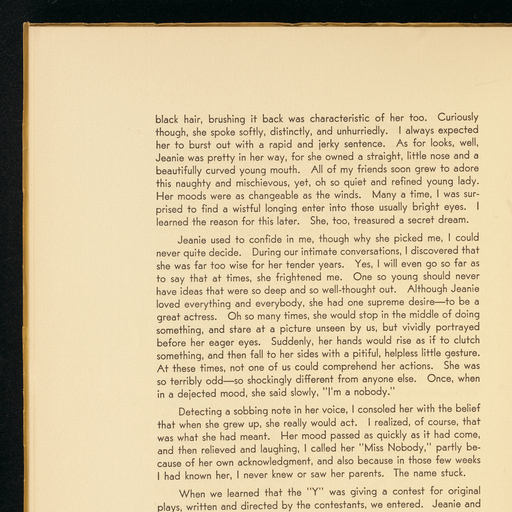 black hair, brushing it back was characteristic of her too. Curiously
though, she spoke softly, distinctly, and unhurriedly. I always expected
her to burst out with a rapid and jerky sentence. As for looks, well,
Jeanie was pretty in her way, for she owned a straight, little nose and a
beautifully curved young mouth. All of my friends soon grew to adore
this naughty and mischievous, yet, oh so quiet and refined young lady.
Her moods were as changeable as the winds. Many a time, I was sur-
prised to find a wistful longing enter into those usually bright eyes. I
learned the reason for this later. She, too, treasured a secret dream.
Jeanie used to confide in me, though why she picked me, I could
never quite decide. During our intimate conversations, I discovered that
she was far too wise for her tender years. Yes, I will even go so far as
to say that at times, she frightened me. One so young should never
have ideas that were so deep and so well-thought out. Although Jeanie
loved everything and everybody, she had one supreme desire—to be a
great actress. Oh so many times, she would stop in the middle of doing
something, and stare at a picture unseen by us, but vividly portrayed
before her eager eyes. Suddenly, her hands would rise as if to clutch
something, and then fall to her sides with a pitiful, helpless little gesture.
At these times, not one of us could comprehend her actions. She was
so terribly odd—so shockingly different from anyone else. Once, when
in a dejected mood, she said slowly, "I'm a nobody."
Detecting a sobbing note in her voice, I consoled her with the belief
that when she grew up, she really would act. I realized, of course, that
was what she had meant. Her mood passed as quickly as it had come,
and then relieved and laughing, I called her "Miss Nobody," partly be-
cause of her own acknowledgment, and also because in those few weeks
I had known her, I never knew or saw her parents. The name stuck.
When we learned that the "Y" was giving a contest for original
plays, written and directed by the contestants, we entered. Jeanie and